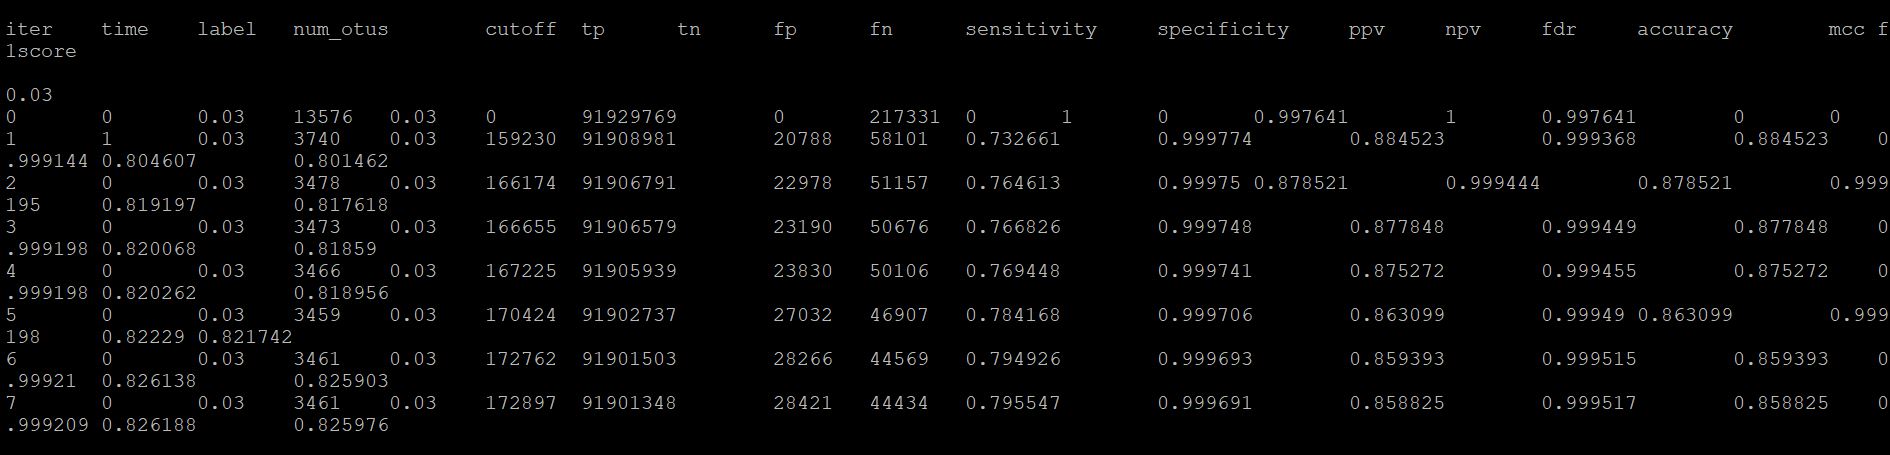 iter time label num_otus cutoff tp tn fp fn sensitivity specificity ppv npv fdr accuracy mcc f
1score
0.03
0 0 0.03 13576 0.03 0 91929769 0 217331 0 1 0 0.997641 1 0.997641 0 0
1 1 0.03 3740 0.03 159230 91908981 20788 58101 0.732661 0.999774 0.884523 0.999368 0.884523 0
.999144 0.804607 0.801462
2 0 0.03 3478 0.03 166174 91906791 22978 51157 0.764613 0.99975 0.878521 0.999444 0.878521 0.999
195 0.819197 0.817618
3 0 0.03 3473 0.03 166655 91906579 23190 50676 0.766826 0.999748 0.877848 0.999449 0.877848 0
.999198 0.820068 0.81859
4 0 0.03 3466 0.03 167225 91905939 23830 50106 0.769448 0.999741 0.875272 0.999455 0.875272 0
.999198 0.820262 0.818956
5 0 0.03 3459 0.03 170424 91902737 27032 46907 0.784168 0.999706 0.863099 0.99949 0.863099 0.999
198 0.82229 0.821742
6 0 0.03 3461 0.03 172762 91901503 28266 44569 0.794926 0.999693 0.859393 0.999515 0.859393 0
.99921 0.826138 0.825903
7 0 0.03 3461 0.03 172897 91901348 28421 44434 0.795547 0.999691 0.858825 0.999517 0.858825 0
.999209 0.826188 0.825976